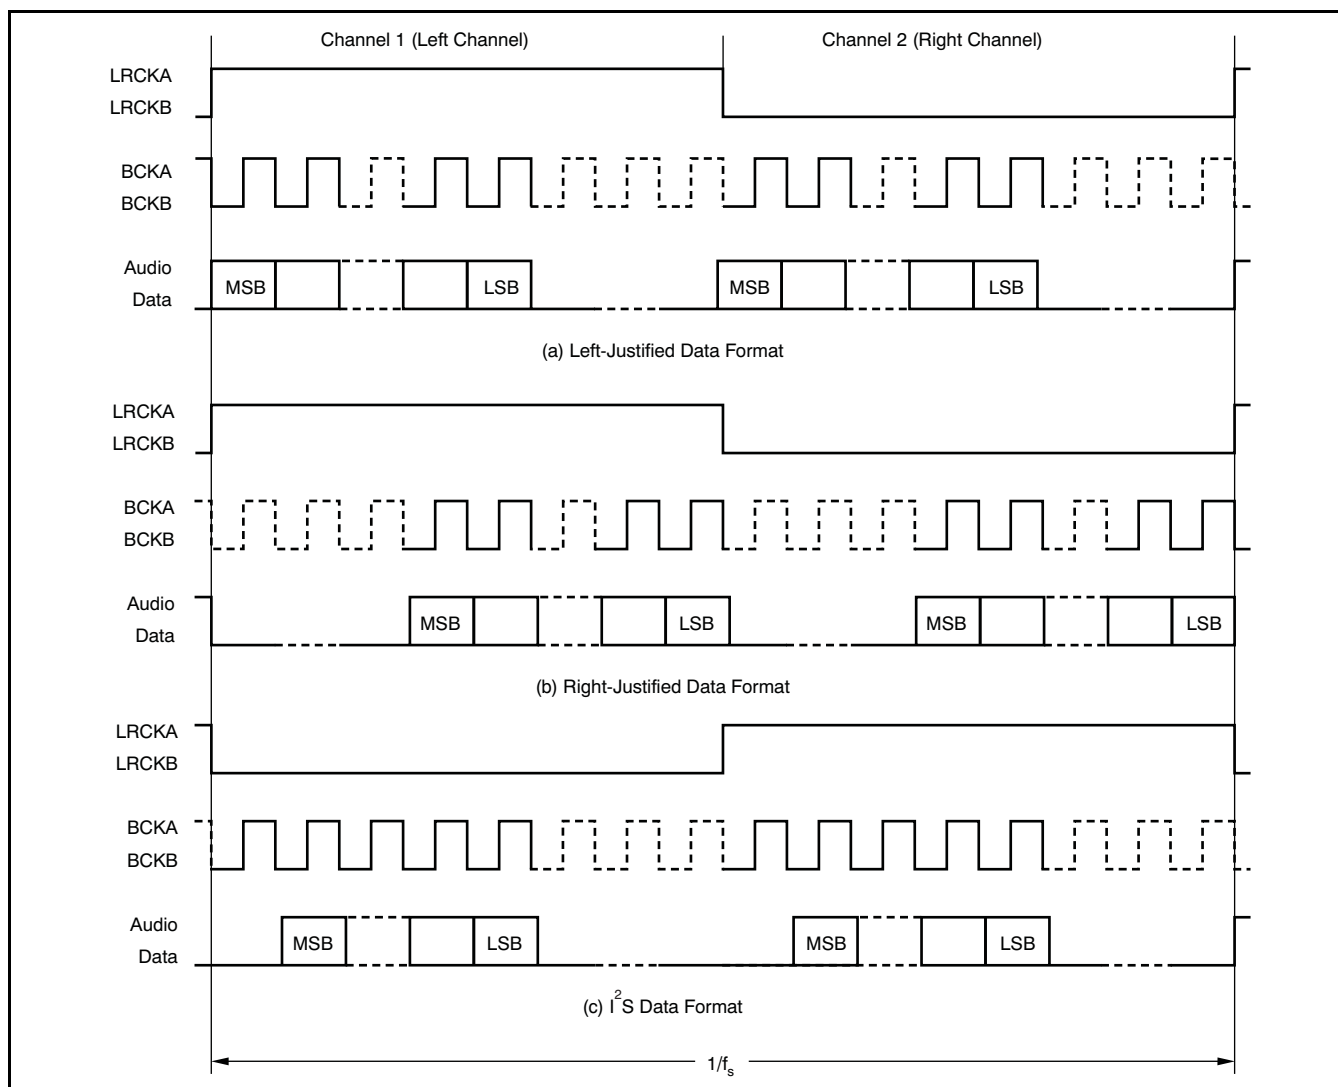 Channel 1 (Left Channel)
Channel 2 (Right Channel)
LRCKA
LRCKB
BCKA
BCKB
Audio
Data
MSB
LSB
MSB
LSB
(a) Left-Justified Data Format
LRCKA
LRCKB
BCKA
BCKB
Audio
Data
MSB
LSB
MSB
LSB
(b) Right-Justified Data Format
LRCKA
LRCKB
BCKA
BCKB
Audio
Data
MSB
LSB
MSB
LSB
(c) I²S Data Format
1/fₛ